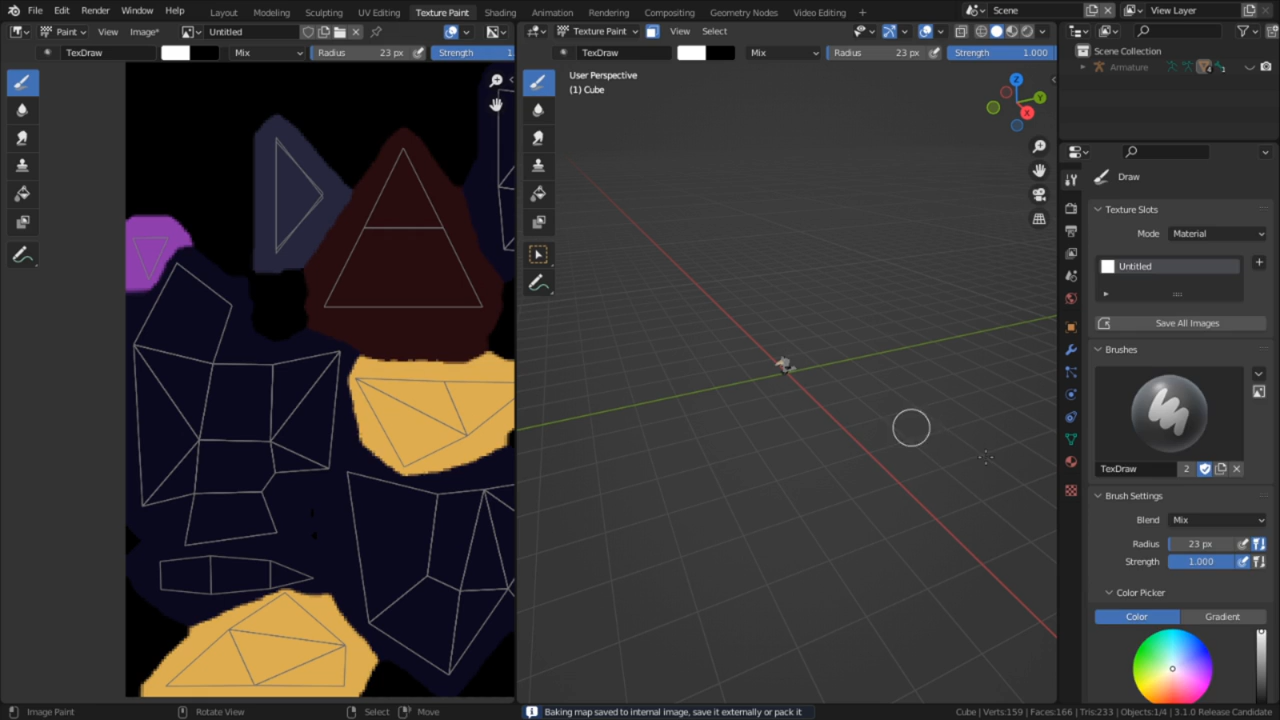 File Edit Render Window Help Layout Modeling Sculpting UV Editing Texture Paint Shading Animation Rendering Compositing Geometry Nodes Video Editing + Scene View Layer
Paint View Image* Untitled Texture Paint View Select
TexDraw Mix Radius 23 px Strength 1. TexDraw Mix Radius 23 px Strength 1.000
Scene Collection
Armature
User Perspective
(1) Cube
Z
Y
X
Draw
Texture Slots
Mode Material
Untitled
Save All Images
Brushes
TexDraw 2
Brush Settings
Blend Mix
Radius 23 px
Strength 1.000
Color Picker
Color Gradient
Image Paint Rotate View Select Move Baking map saved to internal image, save it externally or pack it Cube | Verts:159 | Faces:166 | Tris:233 | Objects:1/4 | 3.1.0 Release Candidate